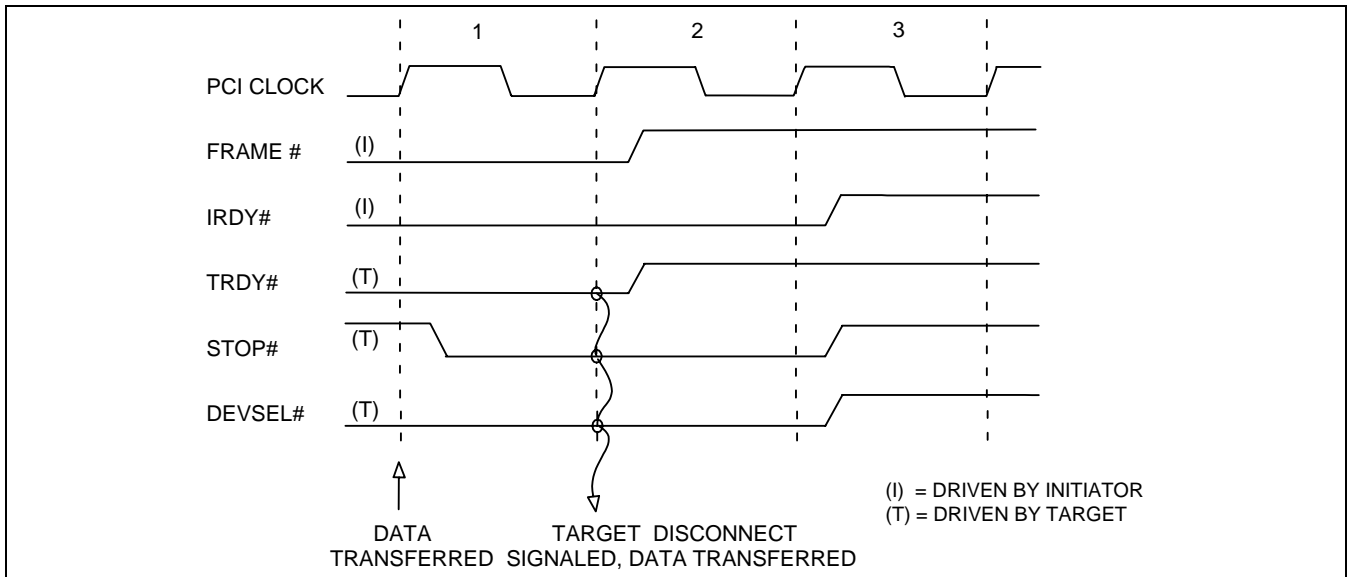 1 2 3
PCI CLOCK
FRAME # (I)
IRDY# (I)
TRDY# (T)
STOP# (T)
DEVSEL# (T)
(I) = DRIVEN BY INITIATOR
(T) = DRIVEN BY TARGET
DATA
TRANSFERRED
TARGET DISCONNECT
SIGNALED, DATA TRANSFERRED